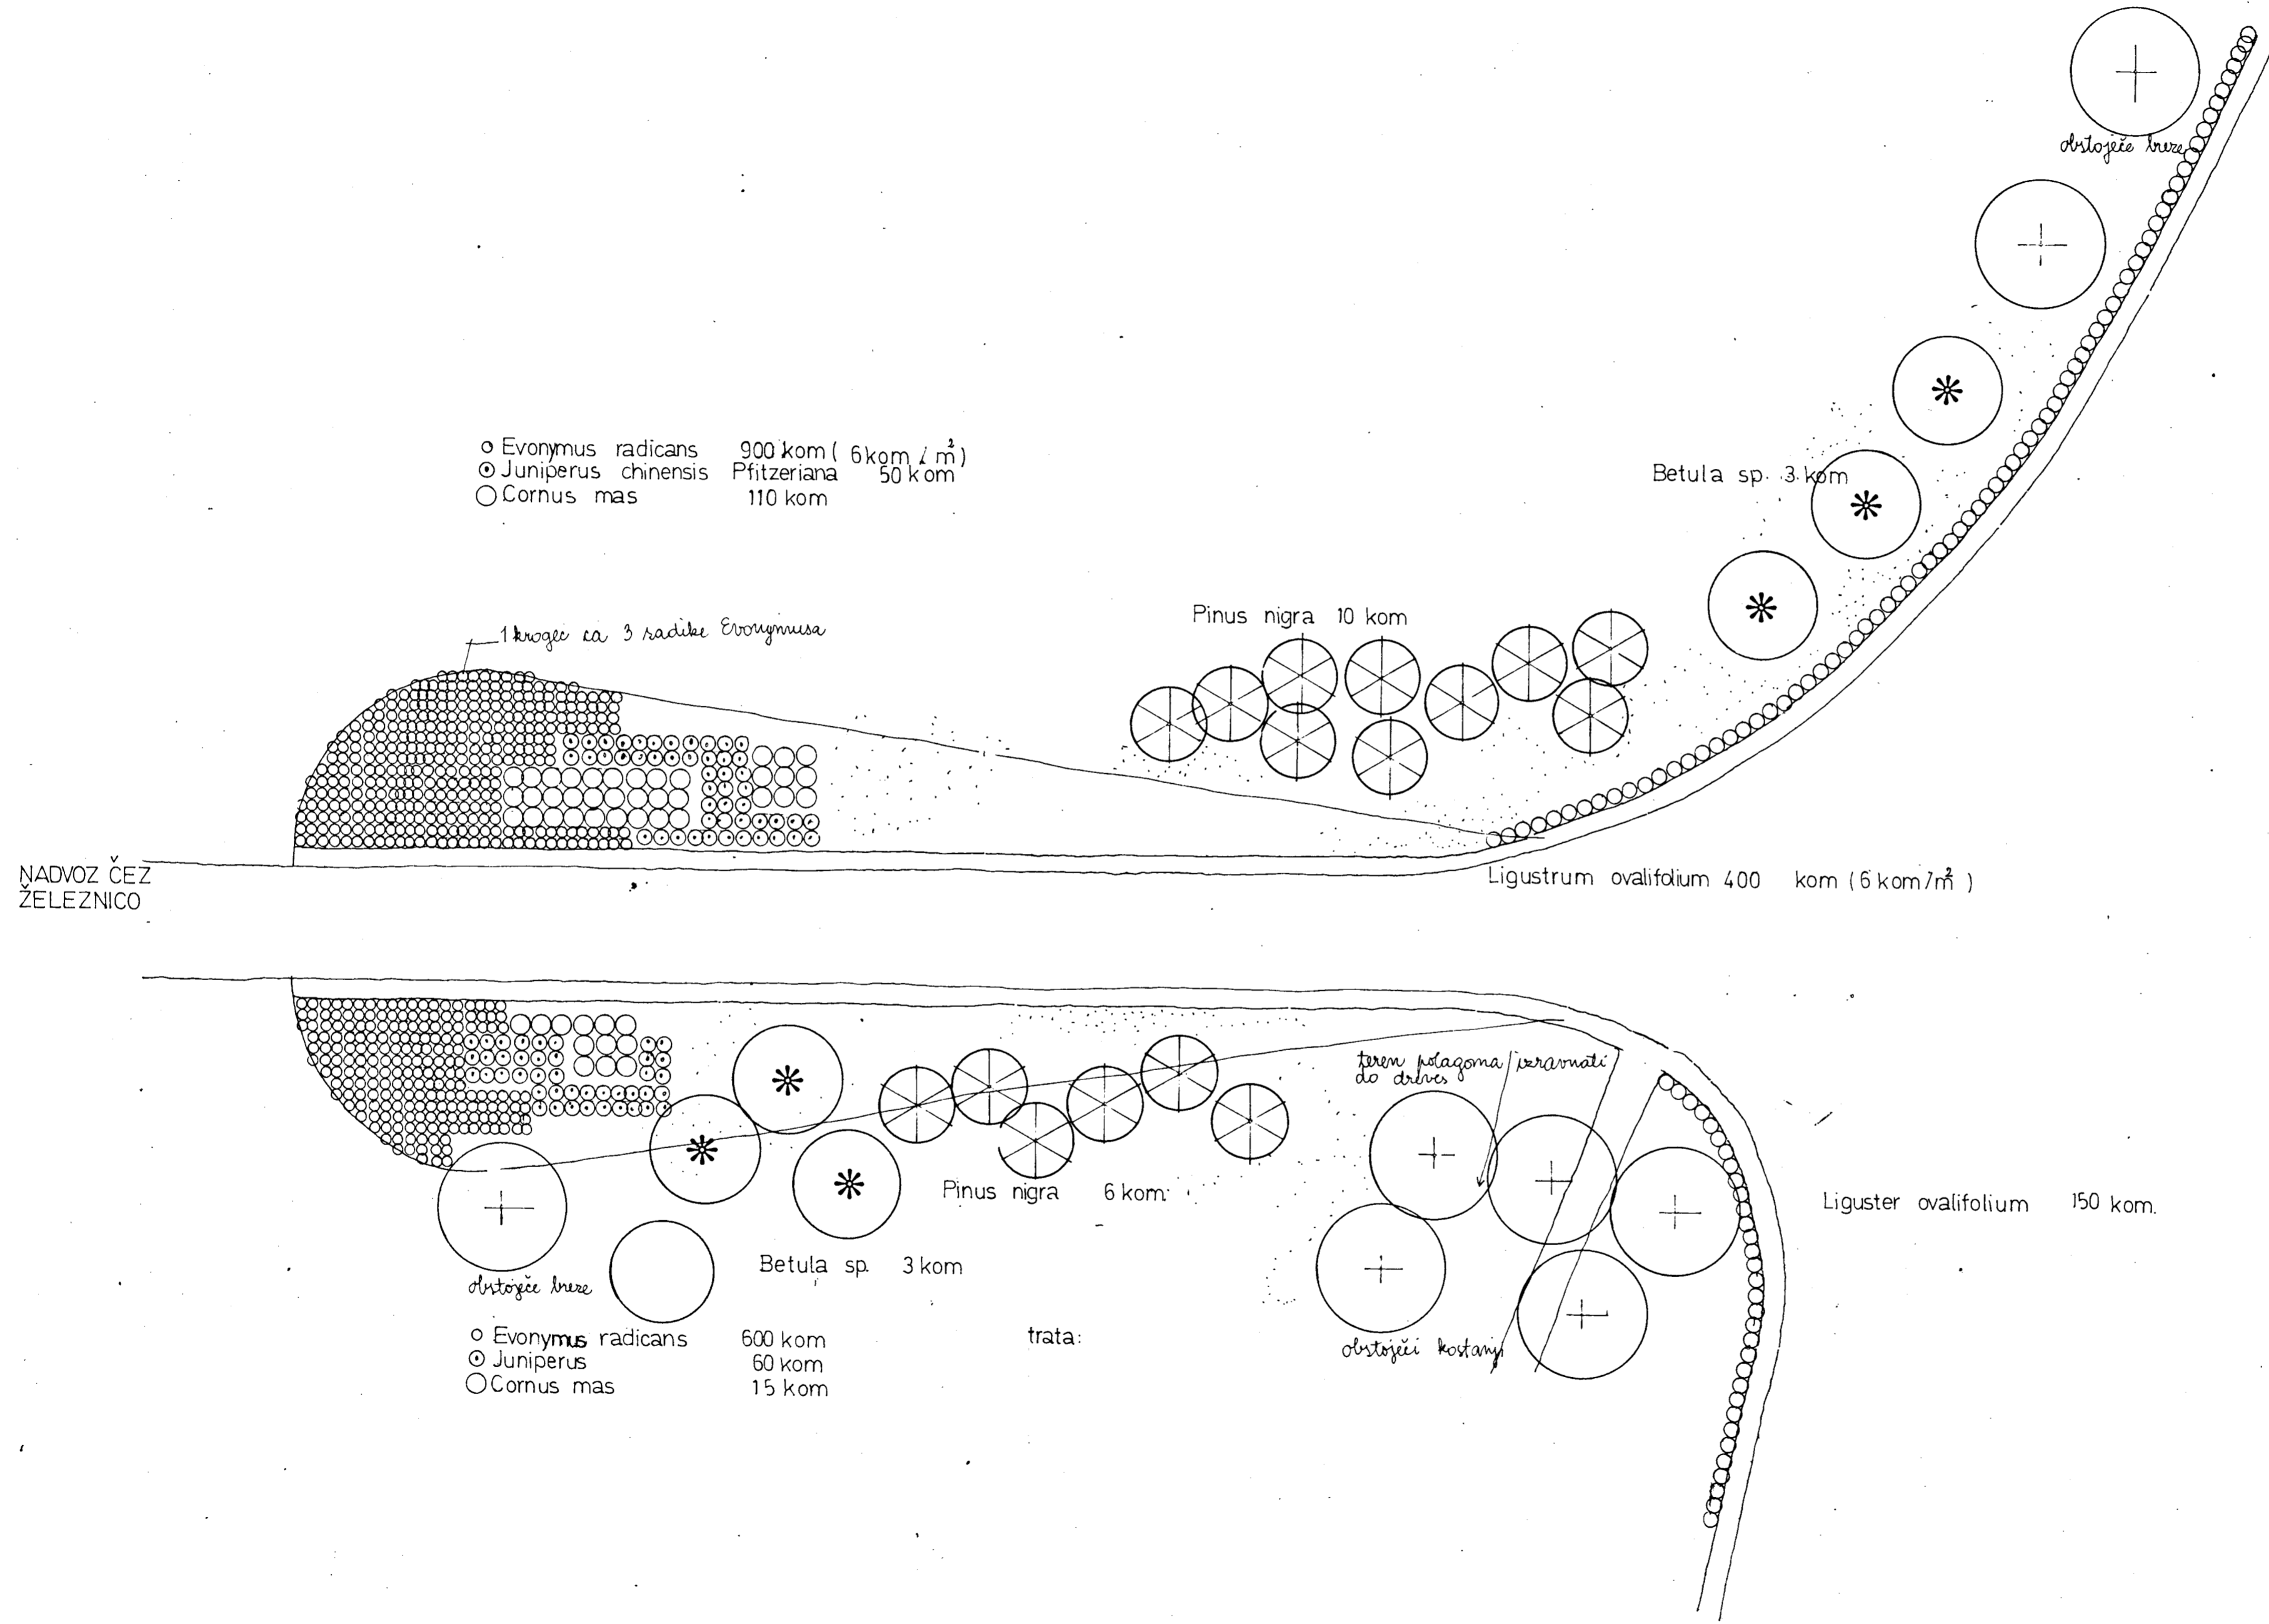 obstoječe breze
Evonymus radicans 900 kom ( 6 kom / m² )
Juniperus chinensis Pfitzeriana 50 kom
Cornus mas 110 kom
Betula sp. 3 kom
1 krogec ca 3 sadike Evonymusa
Pinus nigra 10 kom
NADVOZ ČEZ
ŽELEZNICO
Ligustrum ovalifolium 400 kom ( 6 kom / m² )
teren polagoma izravnati
do dreves
Pinus nigra 6 kom
Liguster ovalifolium 150 kom.
Betula sp. 3 kom
obstoječe breze
Evonymus radicans 600 kom
Juniperus 60 kom
Cornus mas 15 kom
trata:
obstoječi kostanji